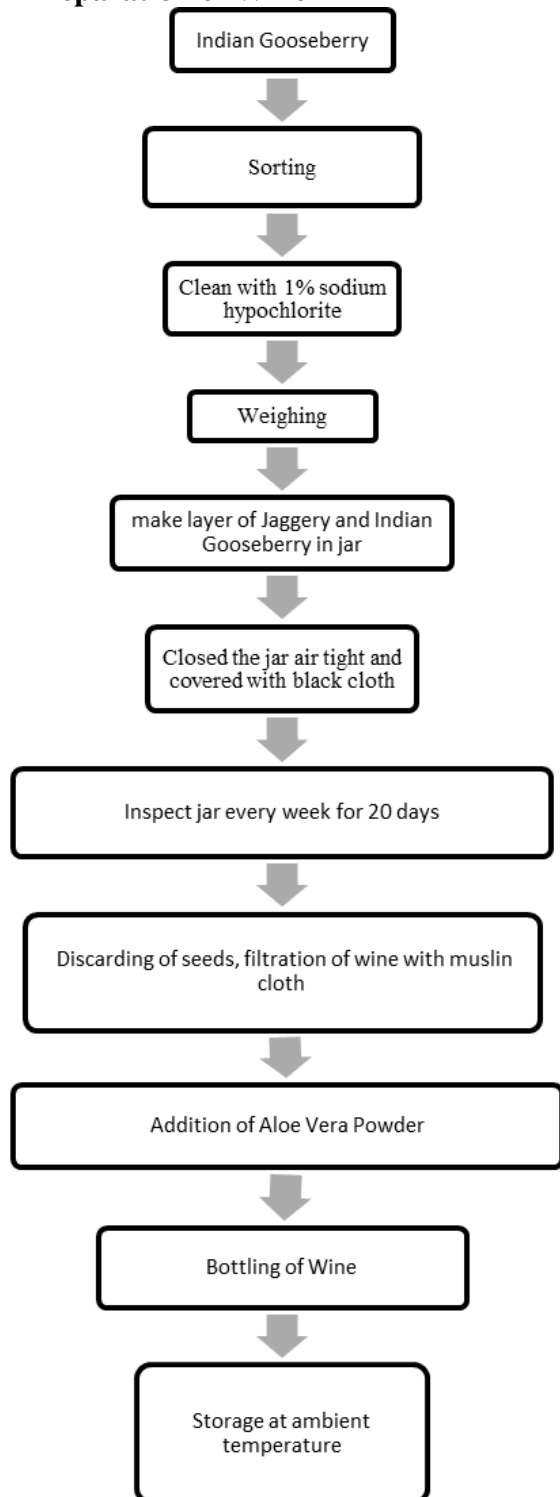 Indian Gooseberry
Sorting
Clean with 1% sodium
hypochlorite
Weighing
make layer of Jaggery and Indian
Gooseberry in jar
Closed the jar air tight and
covered with black cloth
Inspect jar every week for 20 days
Discarding of seeds, filtration of wine with muslin
cloth
Addition of Aloe Vera Powder
Bottling of Wine
Storage at ambient
temperature